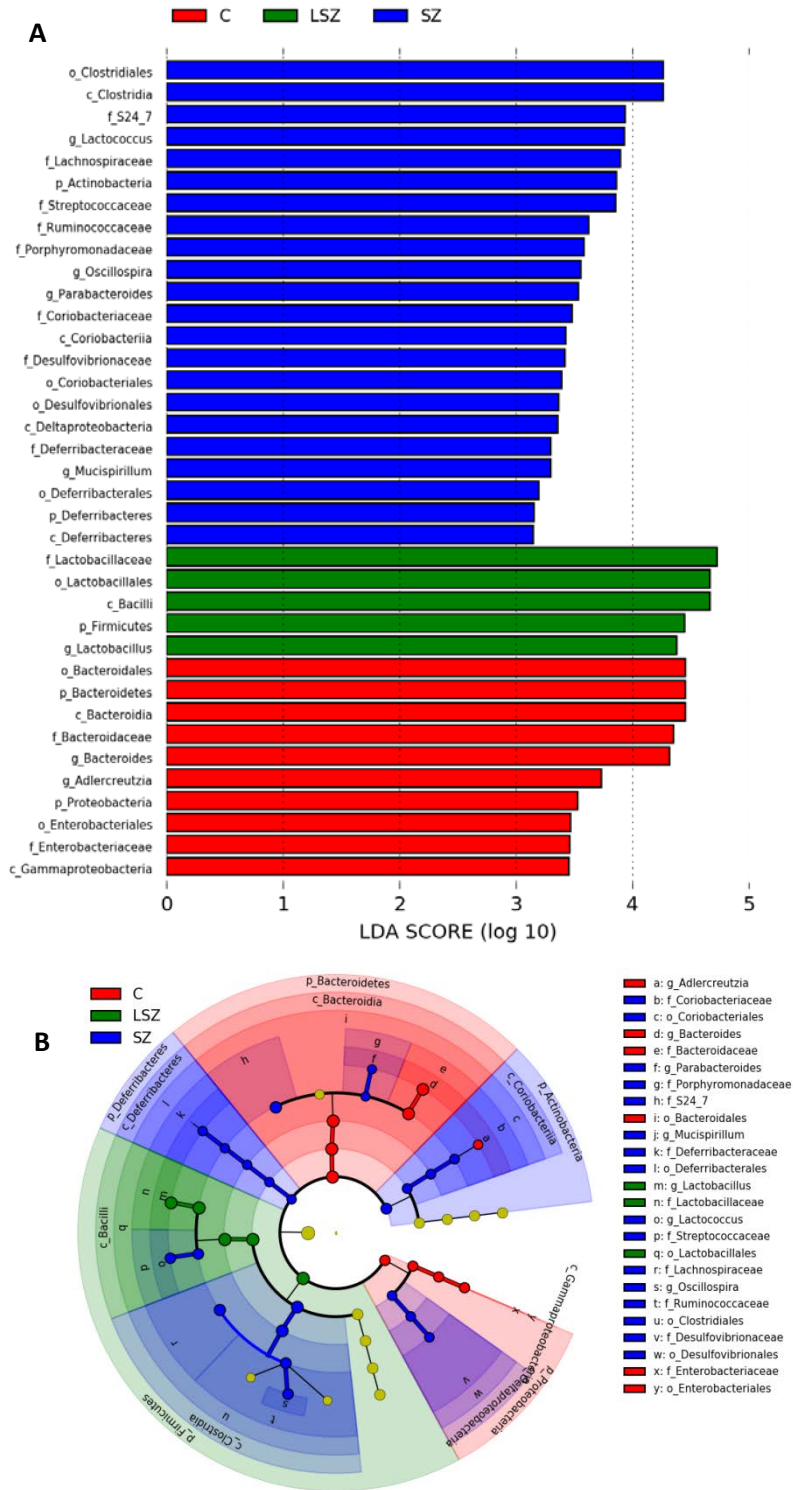 A
C
LSZ
SZ
o_Clostridiales
c_Clostridia
f_S24_7
g_Lactococcus
f_Lachnospiraceae
p_Actinobacteria
f_Streptococcaceae
f_Ruminococcaceae
f_Porphyromonadaceae
g_Oscillospira
g_Parabacteroides
f_Coriobacteriaceae
c_Coriobacteriia
f_Desulfovibrionaceae
o_Coriobacteriales
o_Desulfovibrionales
c_Deltaproteobacteria
f_Deferribacteraceae
g_Mucispirillum
o_Deferribacterales
p_Deferribacteres
c_Deferribacteres
f_Lactobacillaceae
o_Lactobacillales
c_Bacilli
p_Firmicutes
g_Lactobacillus
o_Bacteroidales
p_Bacteroidetes
c_Bacteroidia
f_Bacteroidaceae
g_Bacteroides
g_Adlercreutzia
p_Proteobacteria
o_Enterobacteriales
f_Enterobacteriaceae
c_Gammaproteobacteria
0 1 2 3 4 5
LDA SCORE (log 10)
B
C
LSZ
SZ
p_Bacteroidetes
c_Bacteroidia
i
g
f
h
e
d
p_Deferribacteres
c_Deferribacteres
l
k
p_Actinobacteria
c_Coriobacteriia
c
b
a
c_Bacilli
n
m
q
p
o
r
s
t
u
c_Clostridia
p_Firmicutes
c_Gammaproteobacteria
y
x
v
w
c_Deltaproteobacteria
p_Proteobacteria
a: g_Adlercreutzia
b: f_Coriobacteriaceae
c: o_Coriobacteriales
d: g_Bacteroides
e: f_Bacteroidaceae
f: g_Parabacteroides
g: f_Porphyromonadaceae
h: f_S24_7
i: o_Bacteroidales
j: g_Mucispirillum
k: f_Deferribacteraceae
l: o_Deferribacterales
m: g_Lactobacillus
n: f_Lactobacillaceae
o: g_Lactococcus
p: f_Streptococcaceae
q: o_Lactobacillales
r: f_Lachnospiraceae
s: g_Oscillospira
t: f_Ruminococcaceae
u: o_Clostridiales
v: f_Desulfovibrionaceae
w: o_Desulfovibrionales
x: f_Enterobacteriaceae
y: o_Enterobacteriales